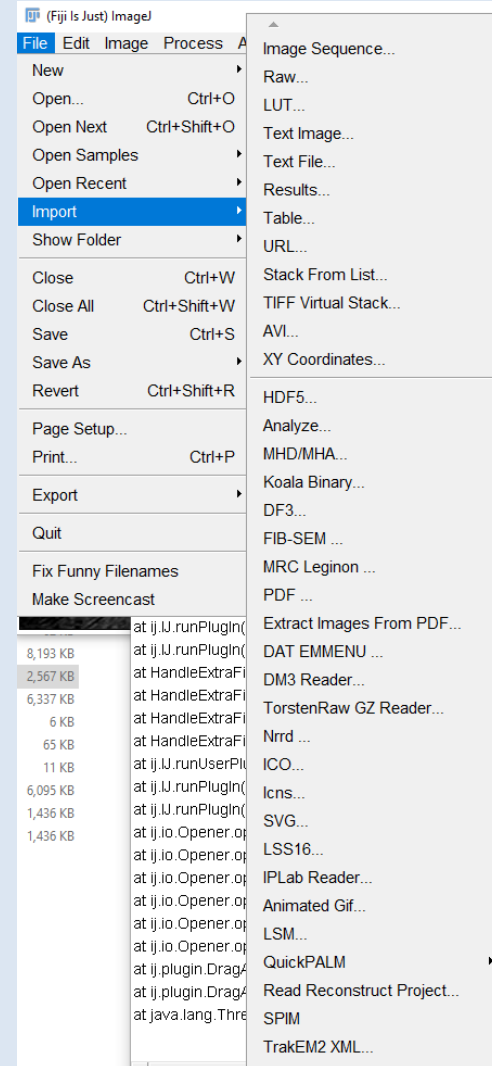 (Fiji Is Just) ImageJ
File Edit Image Process
New
Open... Ctrl+O
Open Next Ctrl+Shift+O
Open Samples
Open Recent
Import
Show Folder
Close Ctrl+W
Close All Ctrl+Shift+W
Save Ctrl+S
Save As
Revert Ctrl+Shift+R
Page Setup...
Print... Ctrl+P
Export
Quit
Fix Funny Filenames
Make Screencast
Image Sequence...
Raw...
LUT...
Text Image...
Text File...
Results...
Table...
URL...
Stack From List...
TIFF Virtual Stack...
AVI...
XY Coordinates...
HDF5...
Analyze...
MHD/MHA...
Koala Binary...
DF3...
FIB-SEM ...
MRC Leginon ...
PDF ...
Extract Images From PDF...
DAT EMMENU ...
DM3 Reader...
TorstenRaw GZ Reader...
Nrrd ...
ICO...
Icns...
SVG...
LSS16...
IPLab Reader...
Animated Gif...
LSM...
QuickPALM
Read Reconstruct Project...
SPIM
TrakEM2 XML...
8,193 KB
2,567 KB
6,337 KB
6 KB
65 KB
11 KB
6,095 KB
1,436 KB
1,436 KB
at ij.IJ.runPlugIn(
at ij.IJ.runPlugIn(
at HandleExtraFi
at HandleExtraFi
at HandleExtraFi
at HandleExtraFi
at ij.IJ.runUserPlu
at ij.IJ.runPlugIn(
at ij.IJ.runPlugIn(
at ij.io.Opener.op
at ij.io.Opener.op
at ij.io.Opener.op
at ij.io.Opener.op
at ij.io.Opener.op
at ij.io.Opener.op
at ij.plugin.DragA
at ij.plugin.DragA
at java.lang.Thre